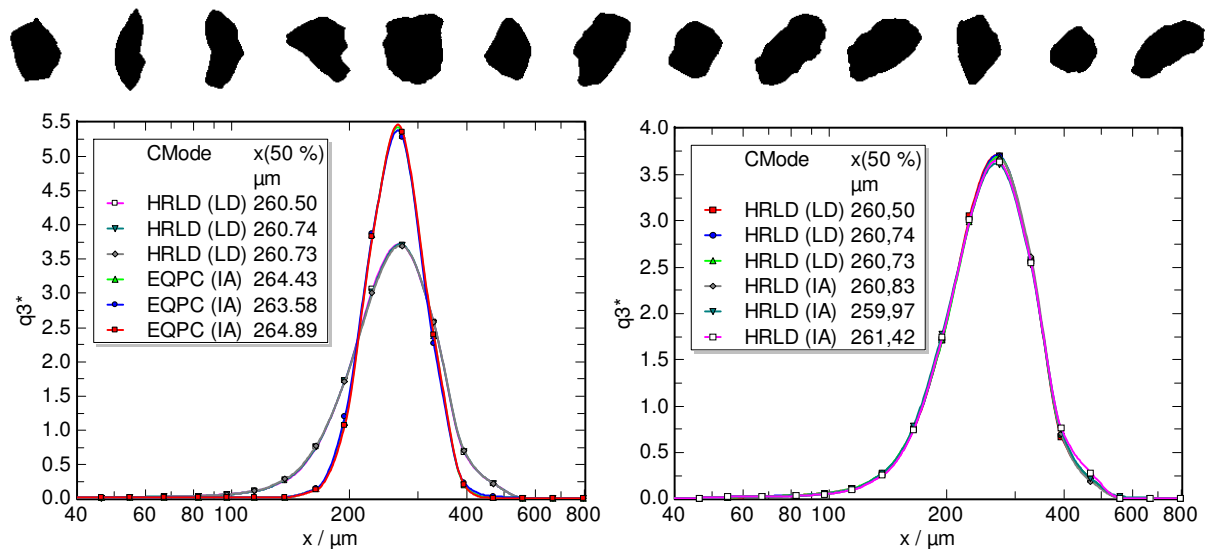 5.5
5.0
4.5
4.0
3.5
3.0
2.5
2.0
1.5
1.0
0.5
0.0
q3*
CMode x(50 %)
µm
HRLD (LD) 260.50
HRLD (LD) 260.74
HRLD (LD) 260.73
EQPC (IA) 264.43
EQPC (IA) 263.58
EQPC (IA) 264.89
40 60 80 100 200 400 600 800
x / µm
4.0
3.5
3.0
2.5
2.0
1.5
1.0
0.5
0.0
q3*
CMode x(50 %)
µm
HRLD (LD) 260,50
HRLD (LD) 260,74
HRLD (LD) 260,73
HRLD (IA) 260,83
HRLD (IA) 259,97
HRLD (IA) 261,42
40 60 80 100 200 400 600 800
x / µm